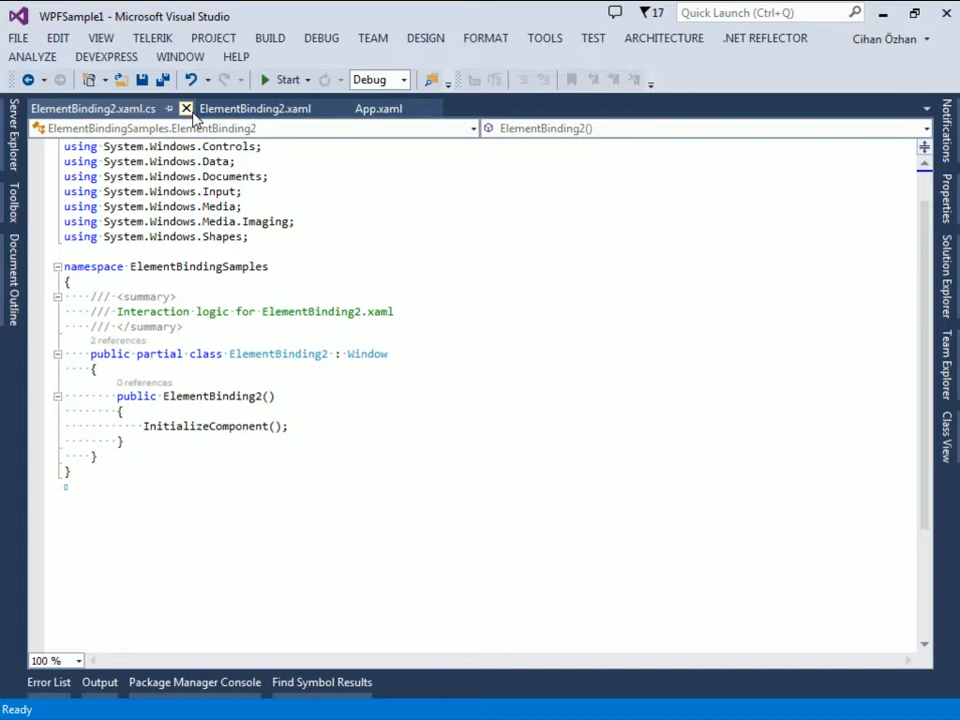 WPFSample1 - Microsoft Visual Studio
17
Quick Launch (Ctrl+Q)
FILE EDIT VIEW TELERIK PROJECT BUILD DEBUG TEAM DESIGN FORMAT TOOLS TEST ARCHITECTURE .NET REFLECTOR
Cihan Özhan
ANALYZE DEVEXPRESS WINDOW HELP
Start Debug
ElementBinding2.xaml.cs ElementBinding2.xaml App.xaml
ElementBindingSamples.ElementBinding2 ElementBinding2()
using System.Windows.Controls;
using System.Windows.Data;
using System.Windows.Documents;
using System.Windows.Input;
using System.Windows.Media;
using System.Windows.Media.Imaging;
using System.Windows.Shapes;
namespace ElementBindingSamples
{
/// <summary>
/// Interaction logic for ElementBinding2.xaml
/// </summary>
2 references
public partial class ElementBinding2 : Window
{
0 references
public ElementBinding2()
{
InitializeComponent();
}
}
}
100 %
Server Explorer
Toolbox
Document Outline
Notifications
Properties
Solution Explorer
Team Explorer
Class View
Error List Output Package Manager Console Find Symbol Results
Ready